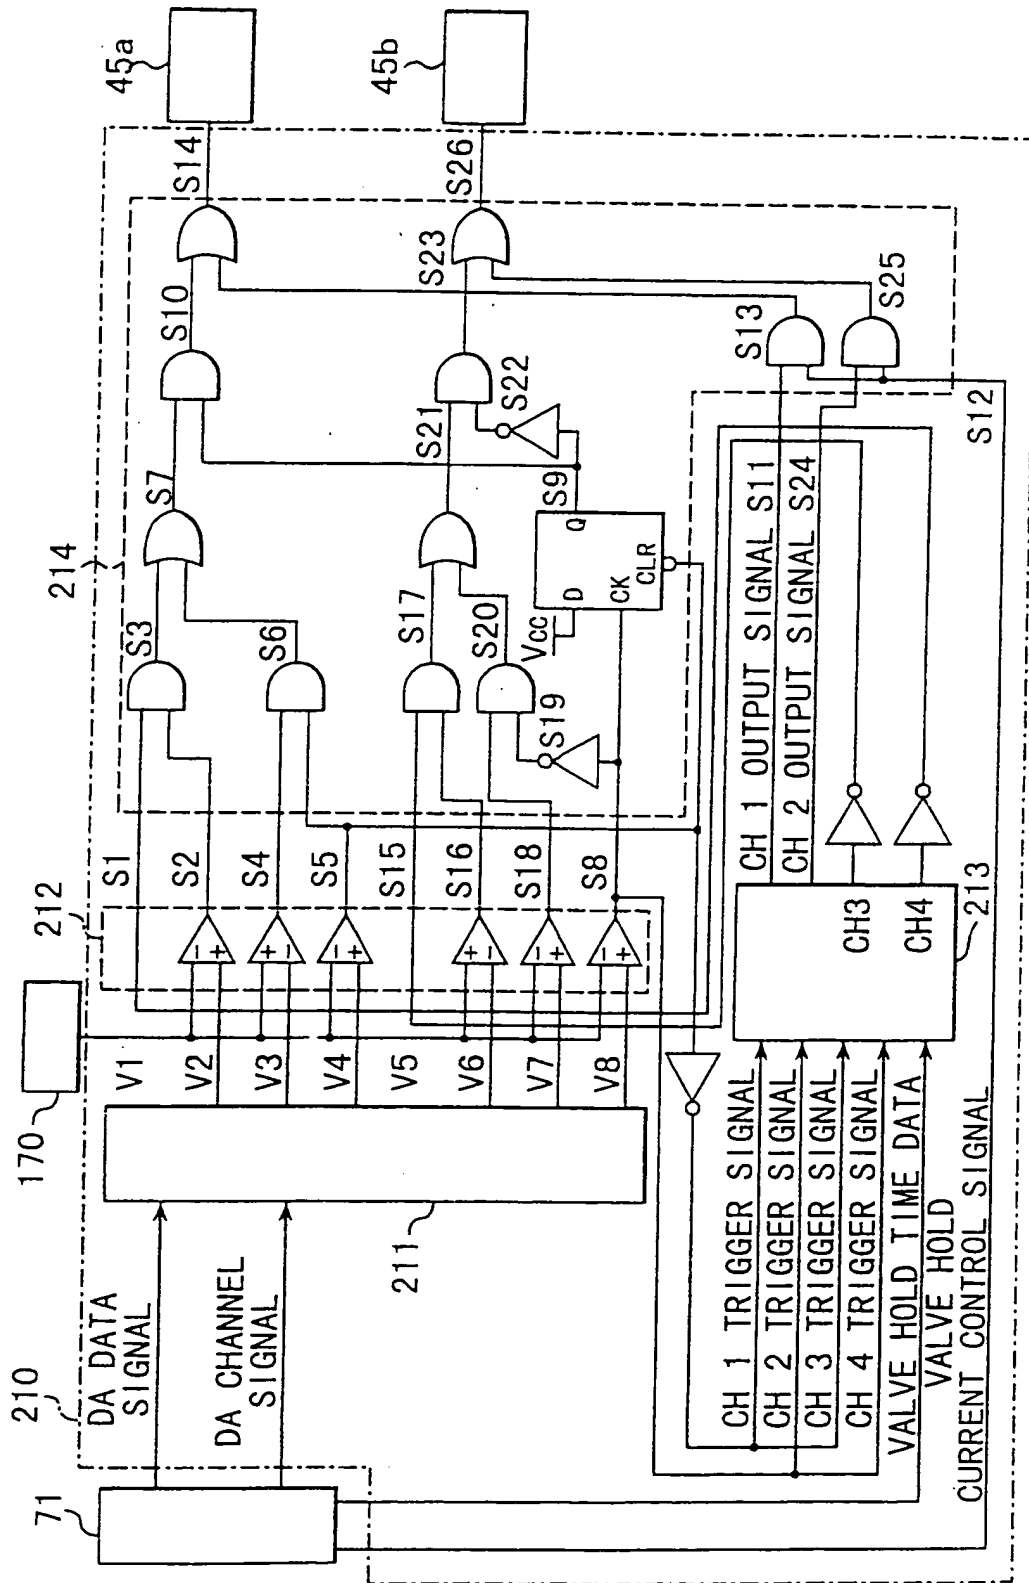 71
210
DA DATA
SIGNAL
DA CHANNEL
SIGNAL
211
170
V1
V2
V3
V4
V5
V6
V7
V8
212
-
+
+
-
-
+
+
-
-
+
-
+
S1
S2
S4
S5
S15
S16
S18
S8
214
S3
S6
S7
S10
S14
45a
S17
S20
S19
S21
S22
S23
S26
45b
VCC
D
Q
CK
CLR
S9
CH 1 TRIGGER SIGNAL
CH 2 TRIGGER SIGNAL
CH 3 TRIGGER SIGNAL
CH 4 TRIGGER SIGNAL
VALVE HOLD TIME DATA
VALVE HOLD
CURRENT CONTROL SIGNAL
CH3
CH4
213
CH 1 OUTPUT SIGNAL S11
CH 2 OUTPUT SIGNAL S24
S12
S13
S25